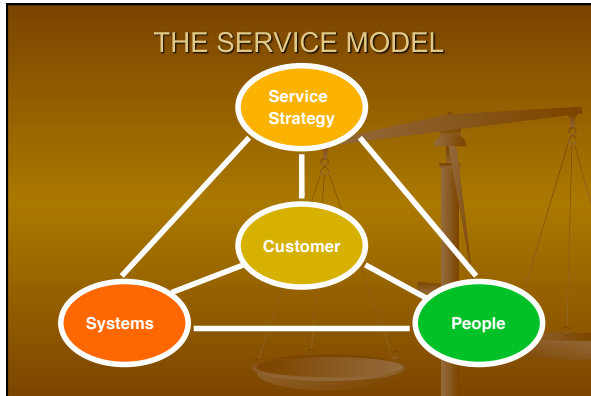 THE SERVICE MODEL
Service
Strategy
Customer
Systems
People